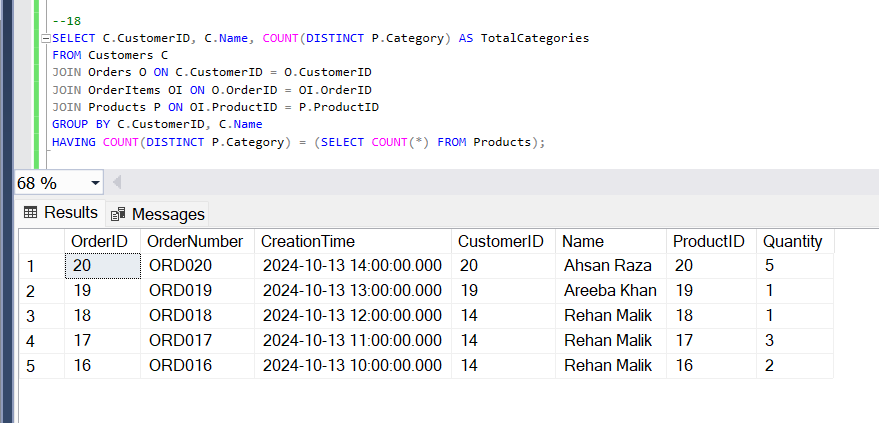 --18
SELECT C.CustomerID, C.Name, COUNT(DISTINCT P.Category) AS TotalCategories
FROM Customers C
JOIN Orders O ON C.CustomerID = O.CustomerID
JOIN OrderItems OI ON O.OrderID = OI.OrderID
JOIN Products P ON OI.ProductID = P.ProductID
GROUP BY C.CustomerID, C.Name
HAVING COUNT(DISTINCT P.Category) = (SELECT COUNT(*) FROM Products);
68 %
Results Messages
OrderID OrderNumber CreationTime CustomerID Name ProductID Quantity
1 20 ORD020 2024-10-13 14:00:00.000 20 Ahsan Raza 20 5
2 19 ORD019 2024-10-13 13:00:00.000 19 Areeba Khan 19 1
3 18 ORD018 2024-10-13 12:00:00.000 14 Rehan Malik 18 1
4 17 ORD017 2024-10-13 11:00:00.000 14 Rehan Malik 17 3
5 16 ORD016 2024-10-13 10:00:00.000 14 Rehan Malik 16 2